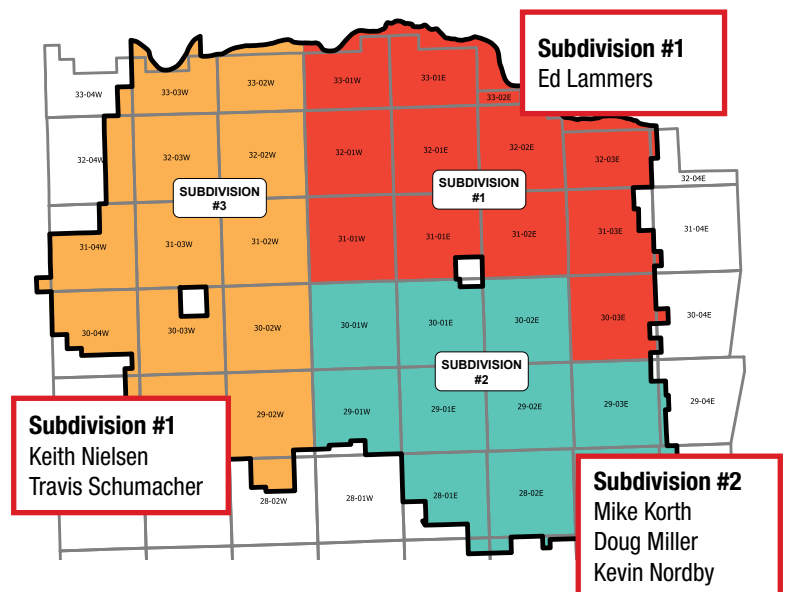 Subdivision #1
Ed Lammers
33-04W
33-03W
33-02W
33-01W
33-01E
33-02E
32-04W
32-03W
32-02W
32-01W
32-01E
32-02E
32-03E
32-04E
SUBDIVISION
#3
SUBDIVISION
#1
31-04W
31-03W
31-02W
31-01W
31-01E
31-02E
31-03E
31-04E
30-04W
30-03W
30-02W
30-01W
30-01E
30-02E
30-03E
30-04E
SUBDIVISION
#2
29-02W
29-01W
29-01E
29-02E
29-03E
29-04E
Subdivision #1
Keith Nielsen
Travis Schumacher
28-02W
28-01W
28-01E
28-02E
Subdivision #2
Mike Korth
Doug Miller
Kevin Nordby